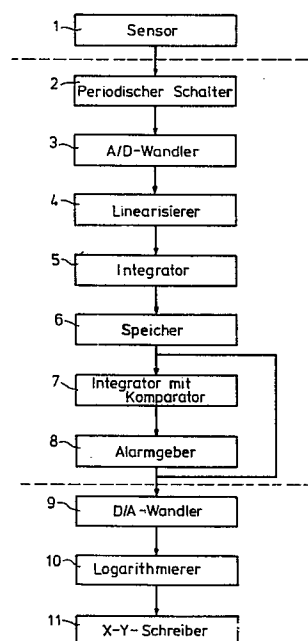 1 Sensor
2 Periodischer Schalter
3 A/D-Wandler
4 Linearisierer
5 Integrator
6 Speicher
7 Integrator mit
Komparator
8 Alarmgeber
9 D/A-Wandler
10 Logarithmierer
11 X-Y-Schreiber